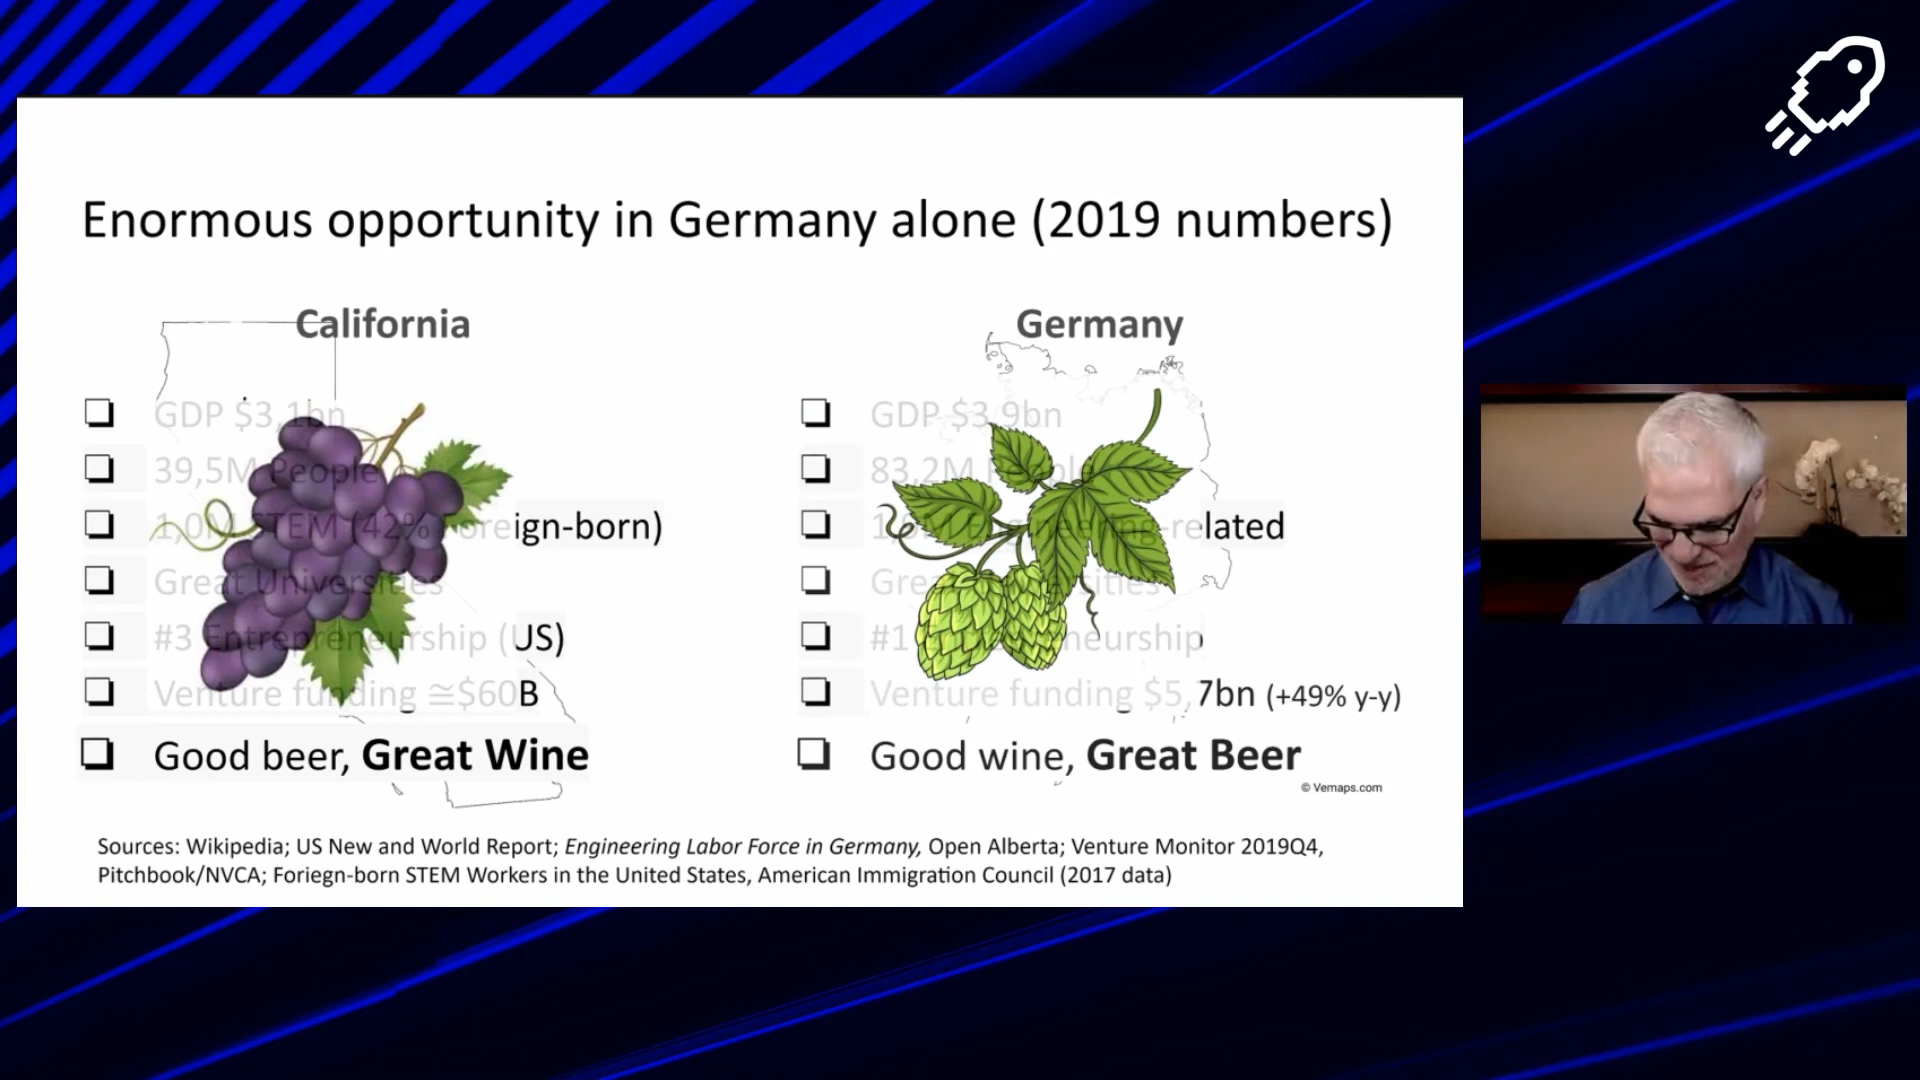 Enormous opportunity in Germany alone (2019 numbers)
California
GDP $3,1bn
39,5M People
1,0M STEM (42% foreign-born)
Great Universities
#3 Entrepreneurship (US)
Venture funding ≅$60B
Good beer, Great Wine
Germany
GDP $3,9bn
83,2M People
Engineering-related
Great Universities
#1 Entrepreneurship
Venture funding $5,7bn (+49% y-y)
Good wine, Great Beer
© Vemaps.com
Sources: Wikipedia; US New and World Report; Engineering Labor Force in Germany, Open Alberta; Venture Monitor 2019Q4,
Pitchbook/NVCA; Foriegn-born STEM Workers in the United States, American Immigration Council (2017 data)